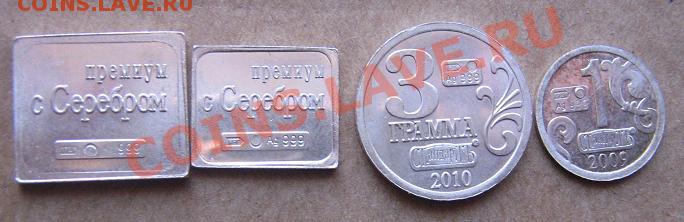 COINS.LAVE.RU
премиум
с Серебром
999
премиум
с Серебром
Ag 999
3
Ag 999
ГРАММА
2010
1
2009
COINS.LAVE.RU